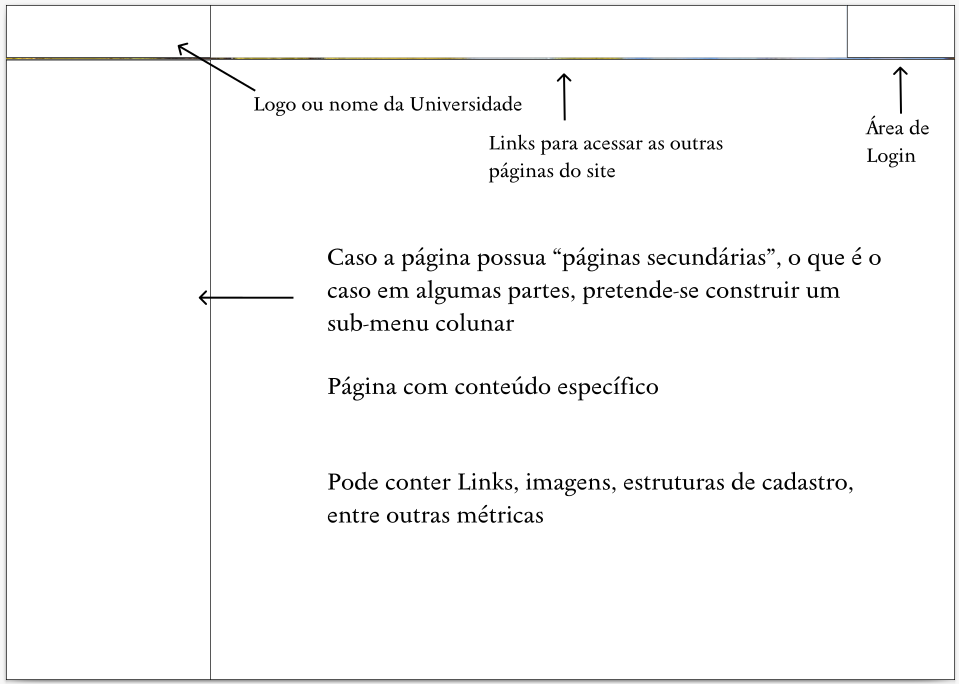 Logo ou nome da Universidade
Links para acessar as outras
páginas do site
Área de
Login
Caso a página possua “páginas secundárias”, o que é o
caso em algumas partes, pretende-se construir um
sub-menu colunar
Página com conteúdo específico
Pode conter Links, imagens, estruturas de cadastro,
entre outras métricas